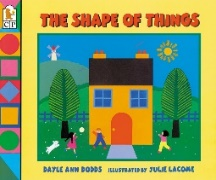 THE SHAPE OF THINGS
DAYLE ANN DODDS ILLUSTRATED BY JULIE LACOME